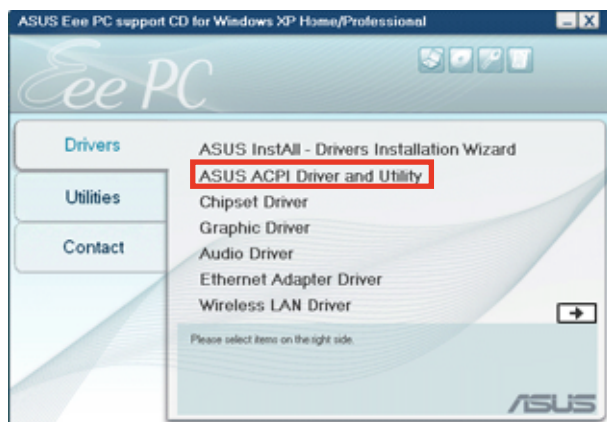 ASUS Eee PC support CD for Windows XP Home/Professional
Eee PC
Drivers
Utilities
Contact
ASUS InstAll - Drivers Installation Wizard
ASUS ACPI Driver and Utility
Chipset Driver
Graphic Driver
Audio Driver
Ethernet Adapter Driver
Wireless LAN Driver
Please select items on the right side.
ASUS